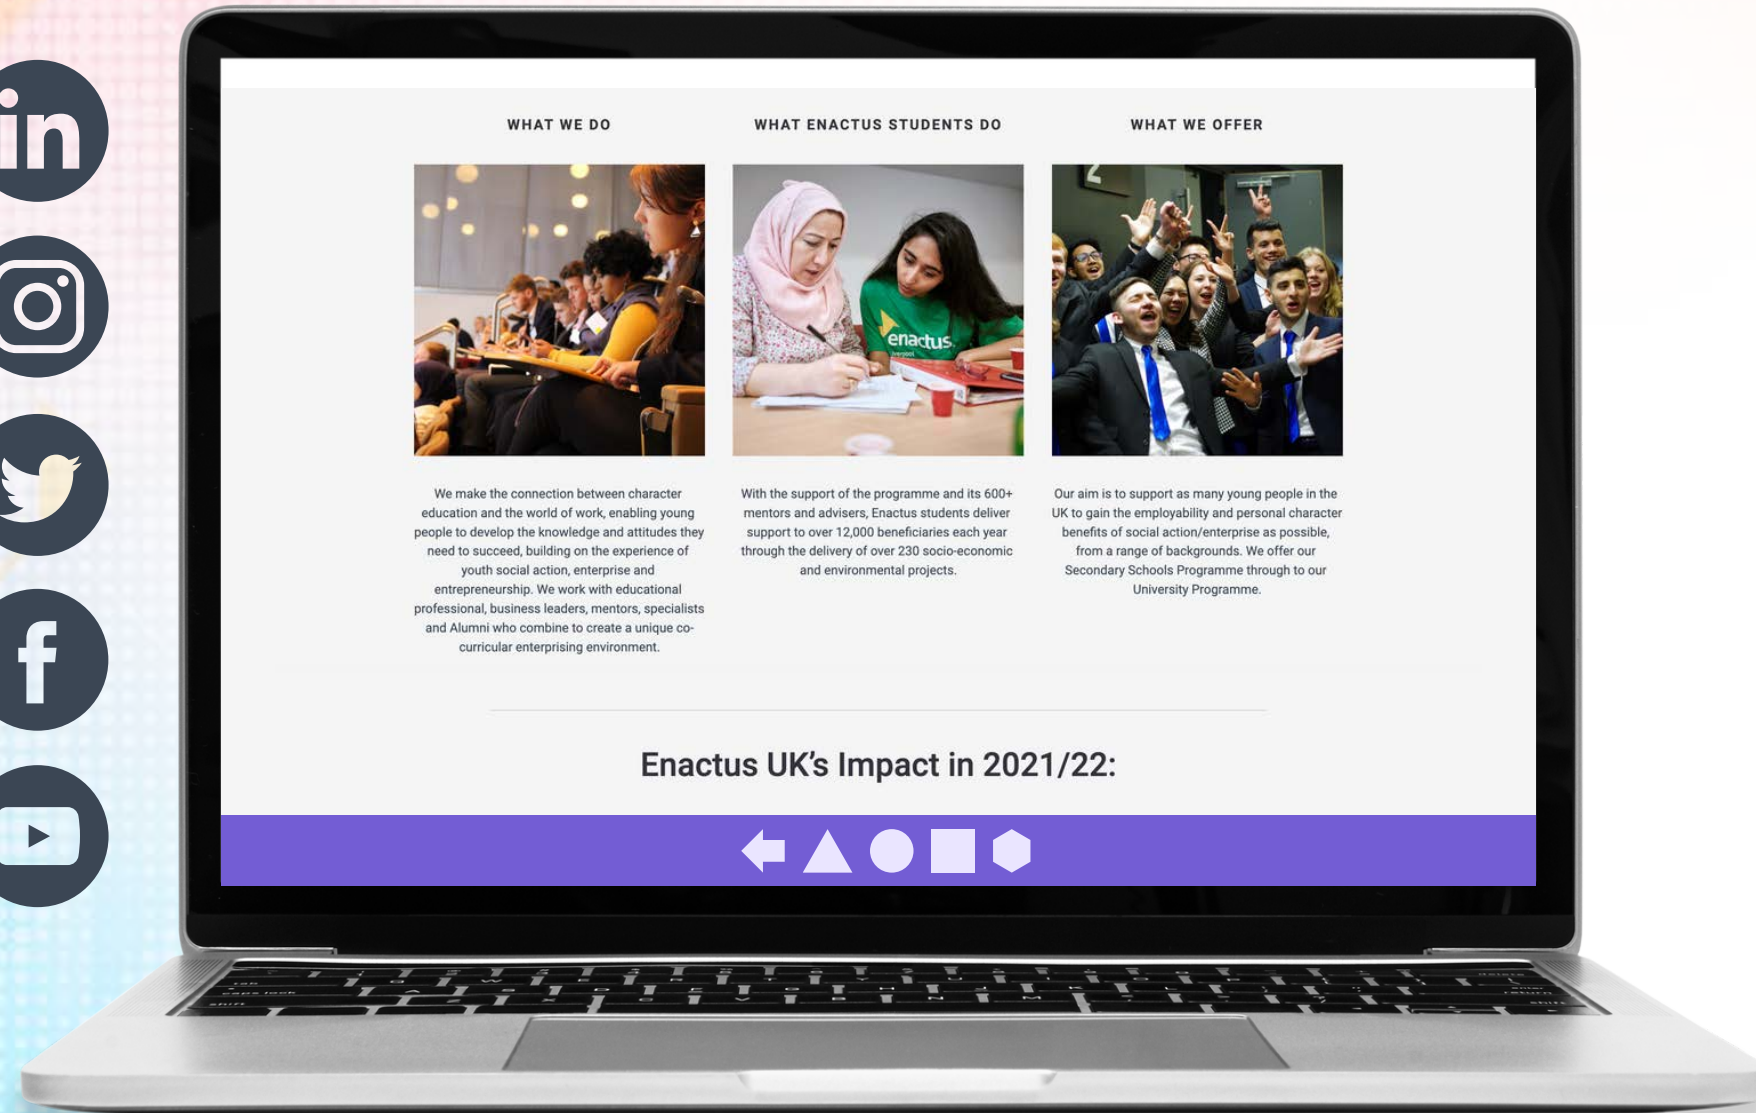 in
WHAT WE DO
WHAT ENACTUS STUDENTS DO
WHAT WE OFFER
2
enactus.
We make the connection between character
education and the world of work, enabling young
people to develop the knowledge and attitudes they
need to succeed, building on the experience of
youth social action, enterprise and
entrepreneurship. We work with educational
professional, business leaders, mentors, specialists
and Alumni who combine to create a unique co-
curricular enterprising environment.
With the support of the programme and its 600+
mentors and advisers, Enactus students deliver
support to over 12,000 beneficiaries each year
through the delivery of over 230 socio-economic
and environmental projects.
Our aim is to support as many young people in the
UK to gain the employability and personal character
benefits of social action/enterprise as possible,
from a range of backgrounds. We offer our
Secondary Schools Programme through to our
University Programme.
f
Enactus UK's Impact in 2021/22: